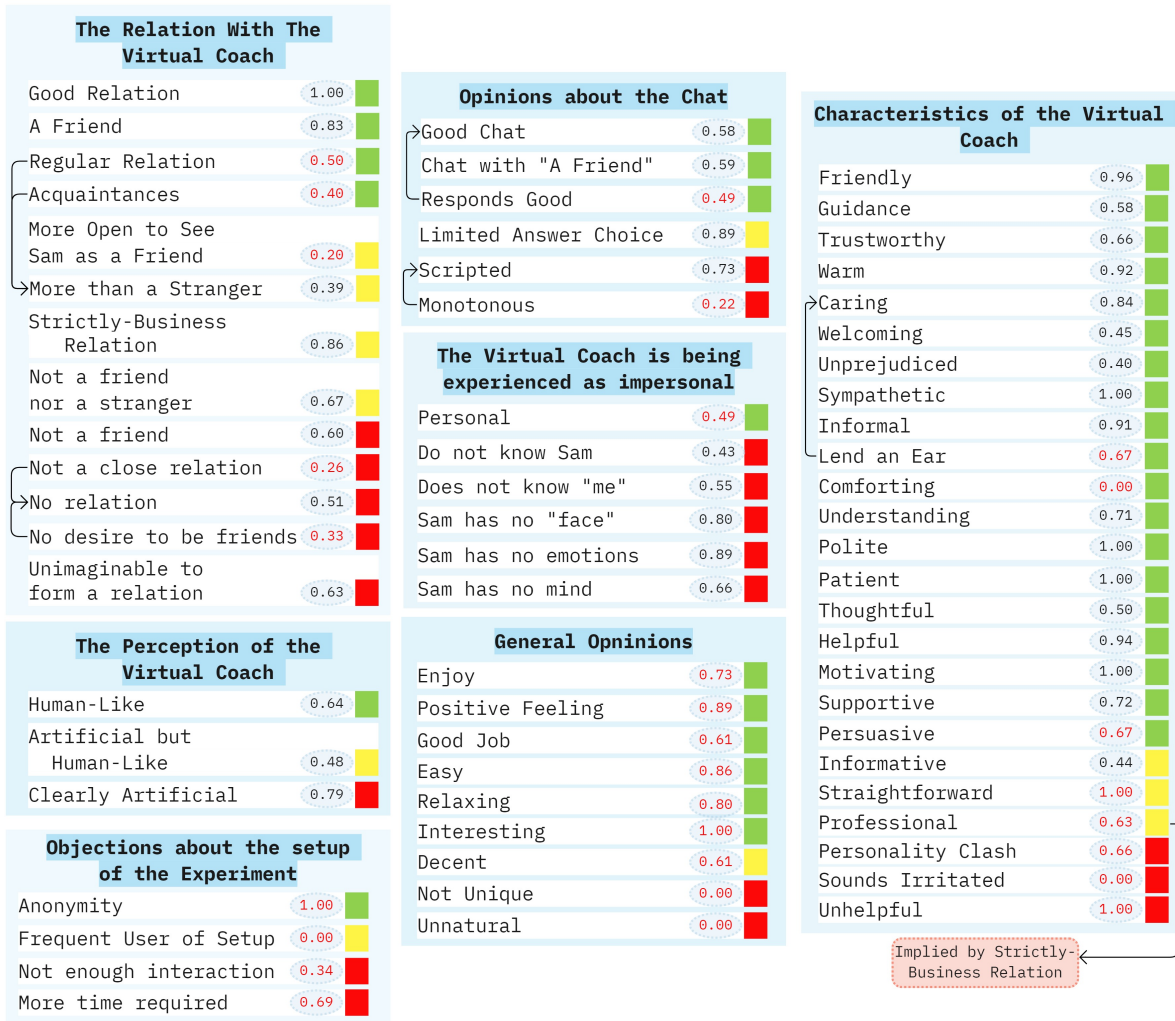 The Relation With The
Virtual Coach
Good Relation 1.00
A Friend 0.83
Regular Relation 0.50
Acquaintances 0.40
More Open to See
Sam as a Friend 0.20
More than a Stranger 0.39
Strictly-Business
Relation 0.86
Not a friend
nor a stranger 0.67
Not a friend 0.60
Not a close relation 0.26
No relation 0.51
No desire to be friends 0.33
Unimaginable to
form a relation 0.63
The Perception of the
Virtual Coach
Human-Like 0.64
Artificial but
Human-Like 0.48
Clearly Artificial 0.79
Objections about the setup
of the Experiment
Anonymity 1.00
Frequent User of Setup 0.00
Not enough interaction 0.34
More time required 0.69
Opinions about the Chat
Good Chat 0.58
Chat with "A Friend" 0.59
Responds Good 0.49
Limited Answer Choice 0.89
Scripted 0.73
Monotonous 0.22
The Virtual Coach is being
experienced as impersonal
Personal 0.49
Do not know Sam 0.43
Does not know "me" 0.55
Sam has no "face" 0.80
Sam has no emotions 0.89
Sam has no mind 0.66
General Opninions
Enjoy 0.73
Positive Feeling 0.89
Good Job 0.61
Easy 0.86
Relaxing 0.80
Interesting 1.00
Decent 0.61
Not Unique 0.00
Unnatural 0.00
Characteristics of the Virtual
Coach
Friendly 0.96
Guidance 0.58
Trustworthy 0.66
Warm 0.92
Caring 0.84
Welcoming 0.45
Unprejudiced 0.40
Sympathetic 1.00
Informal 0.91
Lend an Ear 0.67
Comforting 0.00
Understanding 0.71
Polite 1.00
Patient 1.00
Thoughtful 0.50
Helpful 0.94
Motivating 1.00
Supportive 0.72
Persuasive 0.67
Informative 0.44
Straightforward 1.00
Professional 0.63
Personality Clash 0.66
Sounds Irritated 0.00
Unhelpful 1.00
Implied by Strictly-
Business Relation